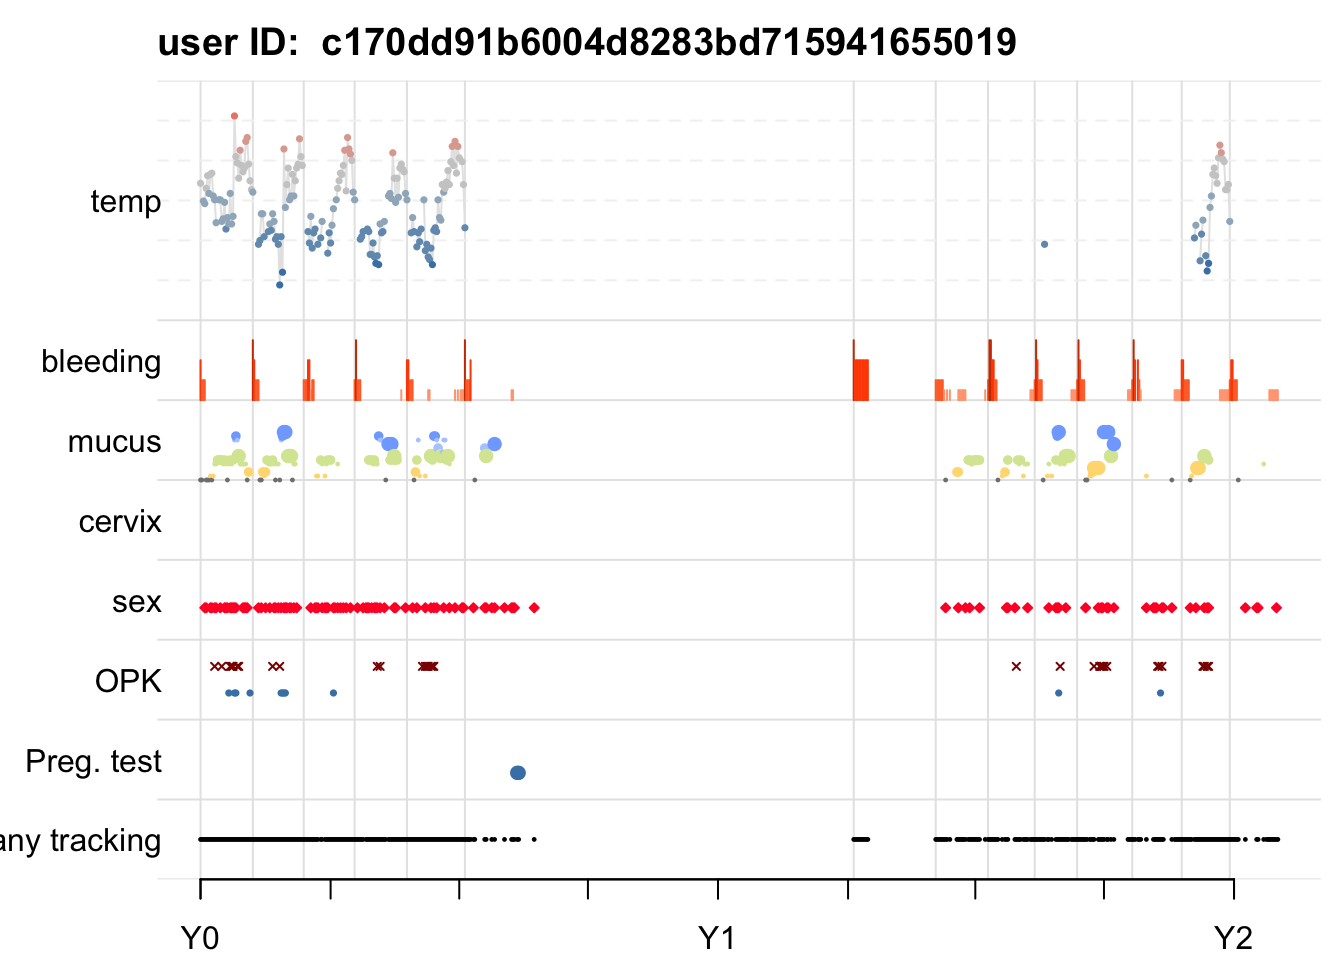 user ID: c170dd91b6004d8283bd715941655019
temp
bleeding
mucus
cervix
sex
OPK
Preg. test
any tracking
Y0 Y1 Y2